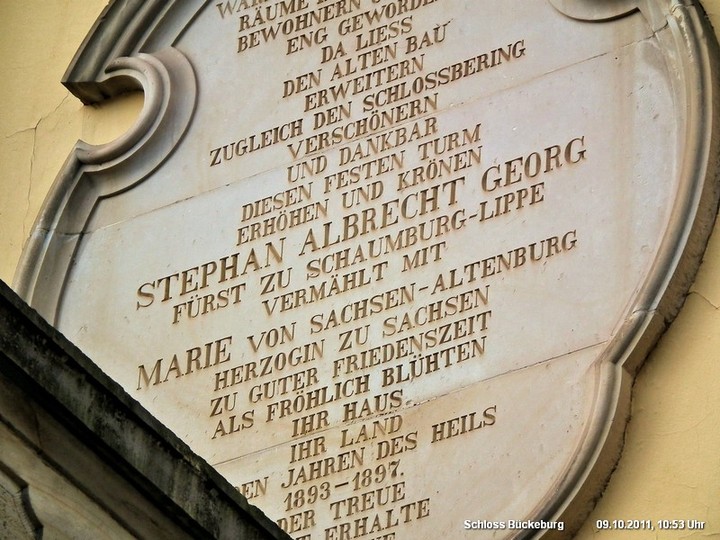 RÄUME
BEWOHNERN
ENG GEWORDEN
DA LIESS
DEN ALTEN BAU
ERWEITERN
ZUGLEICH DEN SCHLOSSBERING
VERSCHÖNERN
UND DANKBAR
DIESEN FESTEN TURM
ERHÖHEN UND KRÖNEN
STEPHAN ALBRECHT GEORG
FÜRST ZU SCHAUMBURG-LIPPE
VERMÄHLT MIT
MARIE VON SACHSEN-ALTENBURG
HERZOGIN ZU SACHSEN
ZU GUTER FRIEDENSZEIT
ALS FRÖHLICH BLÜHTEN
IHR HAUS
IHR LAND
DEN JAHREN DES HEILS
1893-1897.
DER TREUE
ERHALTE
Schloss Bückeburg 09.10.2011, 10:53 Uhr